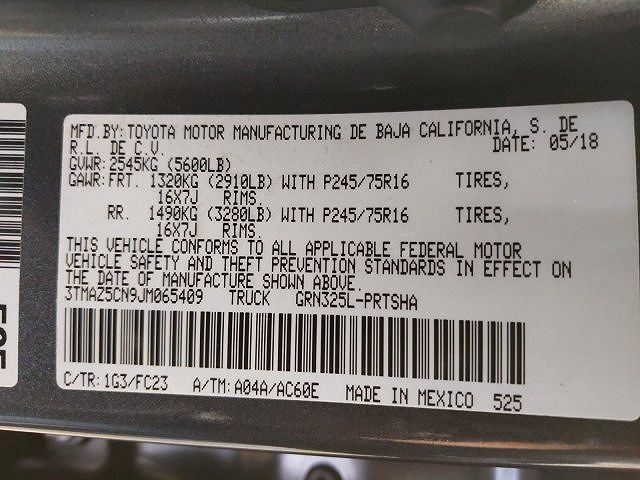 MFD.BY:TOYOTA MOTOR MANUFACTURING DE BAJA CALIFORNIA, S. DE
R.L. DE C.V. DATE: 05/18
GVWR:2545KG (5600LB)
GAWR:FRT. 1320KG (2910LB) WITH P245/75R16 TIRES,
16X7J RIMS.
RR. 1490KG (3280LB) WITH P245/75R16 TIRES,
16X7J RIMS.
THIS VEHICLE CONFORMS TO ALL APPLICABLE FEDERAL MOTOR
VEHICLE SAFETY AND THEFT PREVENTION STANDARDS IN EFFECT ON
THE DATE OF MANUFACTURE SHOWN ABOVE.
3TMAZ5CN9JM065409 TRUCK GRN325L-PRTSHA
C/TR:1G3/FC23 A/TM:A04A/AC60E MADE IN MEXICO 525